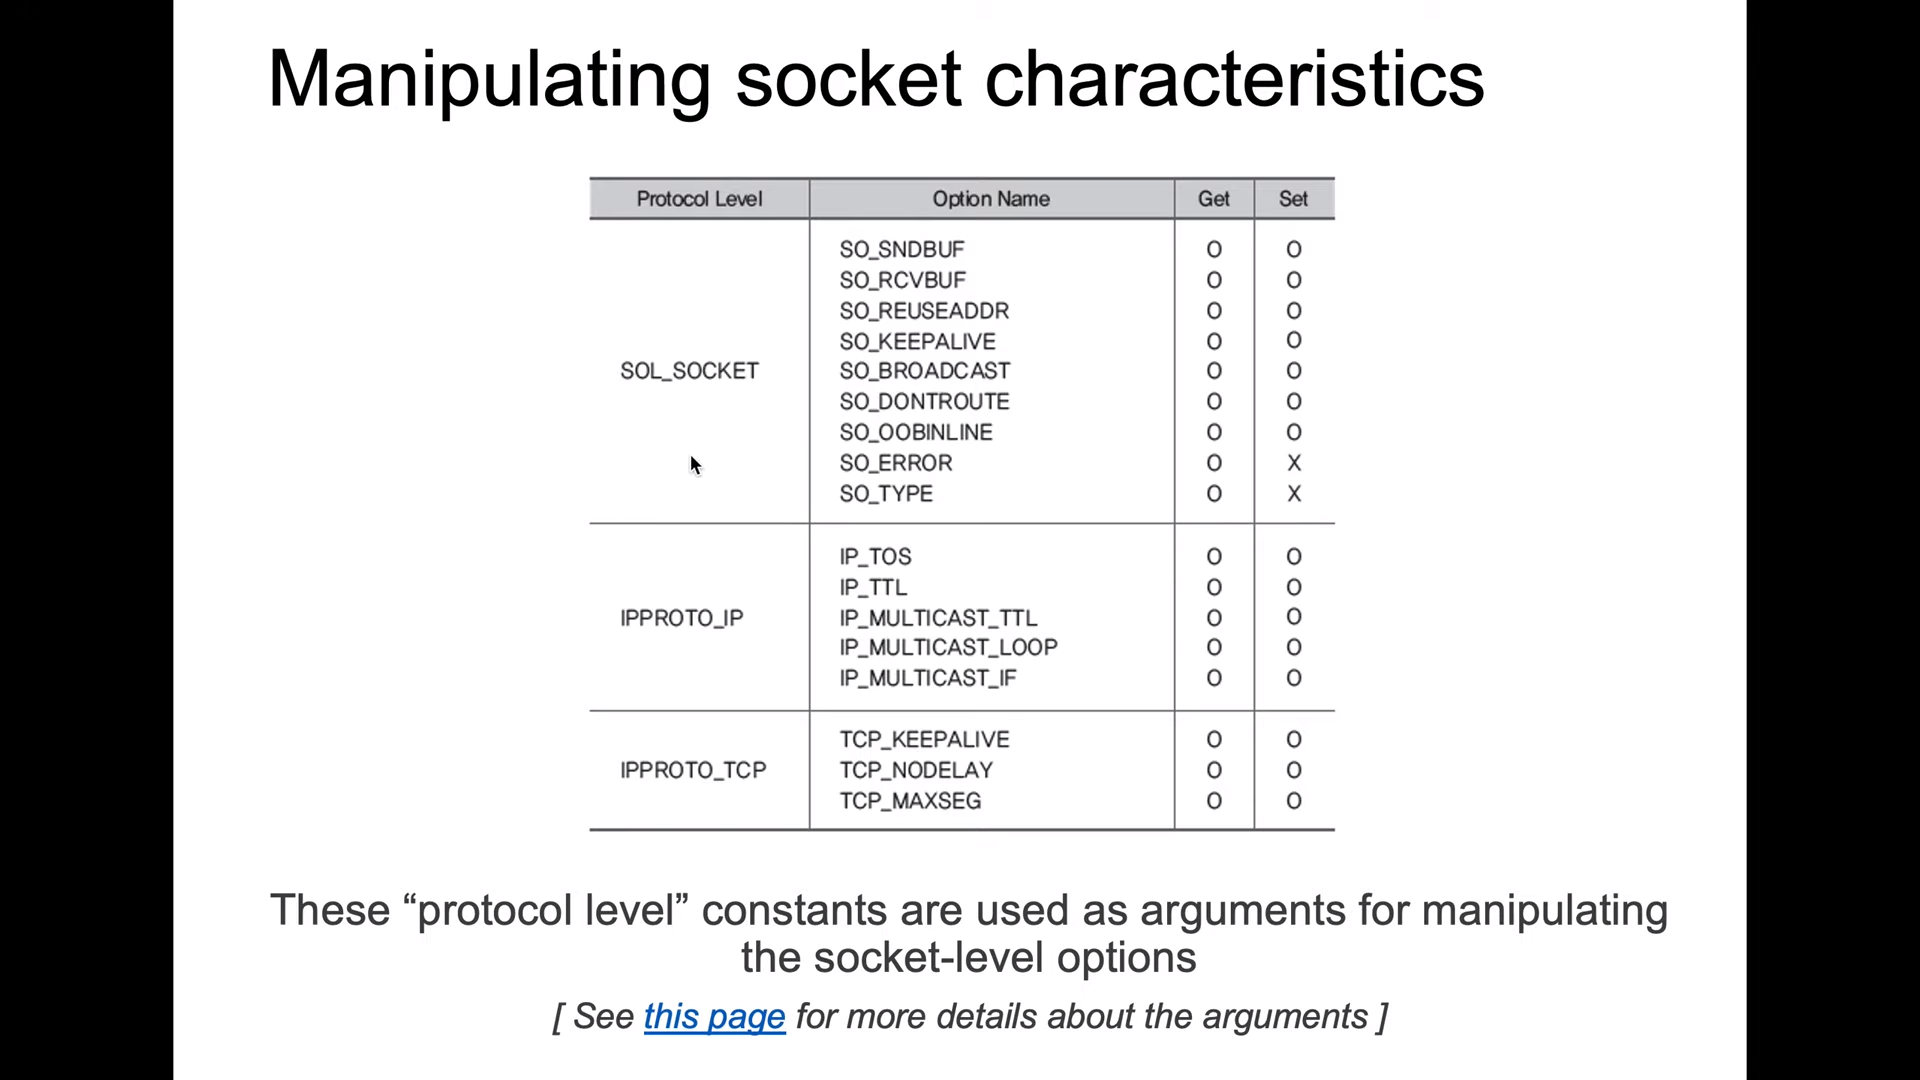 Manipulating socket characteristics
Protocol Level Option Name Get Set
SOL_SOCKET
SO_SNDBUF O O
SO_RCVBUF O O
SO_REUSEADDR O O
SO_KEEPALIVE O O
SO_BROADCAST O O
SO_DONTROUTE O O
SO_OOBINLINE O O
SO_ERROR O X
SO_TYPE O X
IPPROTO_IP
IP_TOS O O
IP_TTL O O
IP_MULTICAST_TTL O O
IP_MULTICAST_LOOP O O
IP_MULTICAST_IF O O
IPPROTO_TCP
TCP_KEEPALIVE O O
TCP_NODELAY O O
TCP_MAXSEG O O
These “protocol level” constants are used as arguments for manipulating
the socket-level options
[ See this page for more details about the arguments ]